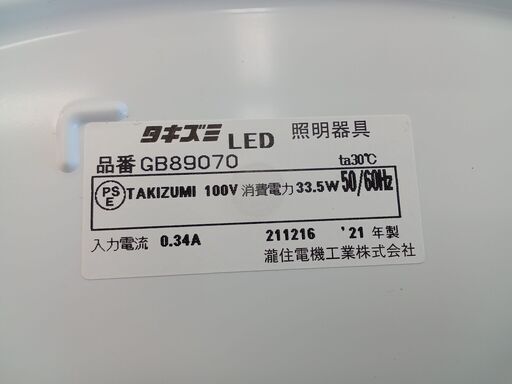 タキズミ LED 照明器具
品番 GB89070 ta30℃
PS E TAKIZUMI 100V 消費電力 33.5W 50/60Hz
入力電流 0.34A 211216 '21 年製
瀧住電機工業株式会社